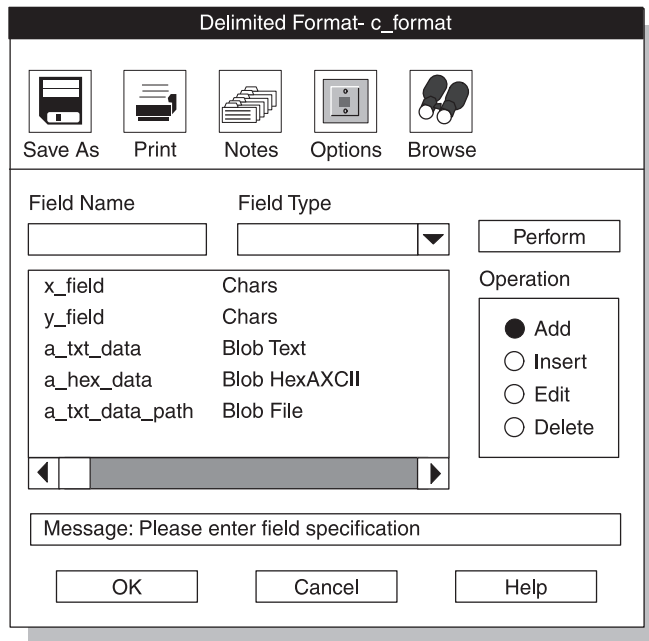 Delimited Format- c_format
Save As Print Notes Options Browse
Field Name Field Type
Perform
Operation
x_field Chars
y_field Chars
a_txt_data Blob Text
a_hex_data Blob HexAXCII
a_txt_data_path Blob File
Add
Insert
Edit
Delete
Message: Please enter field specification
OK Cancel Help